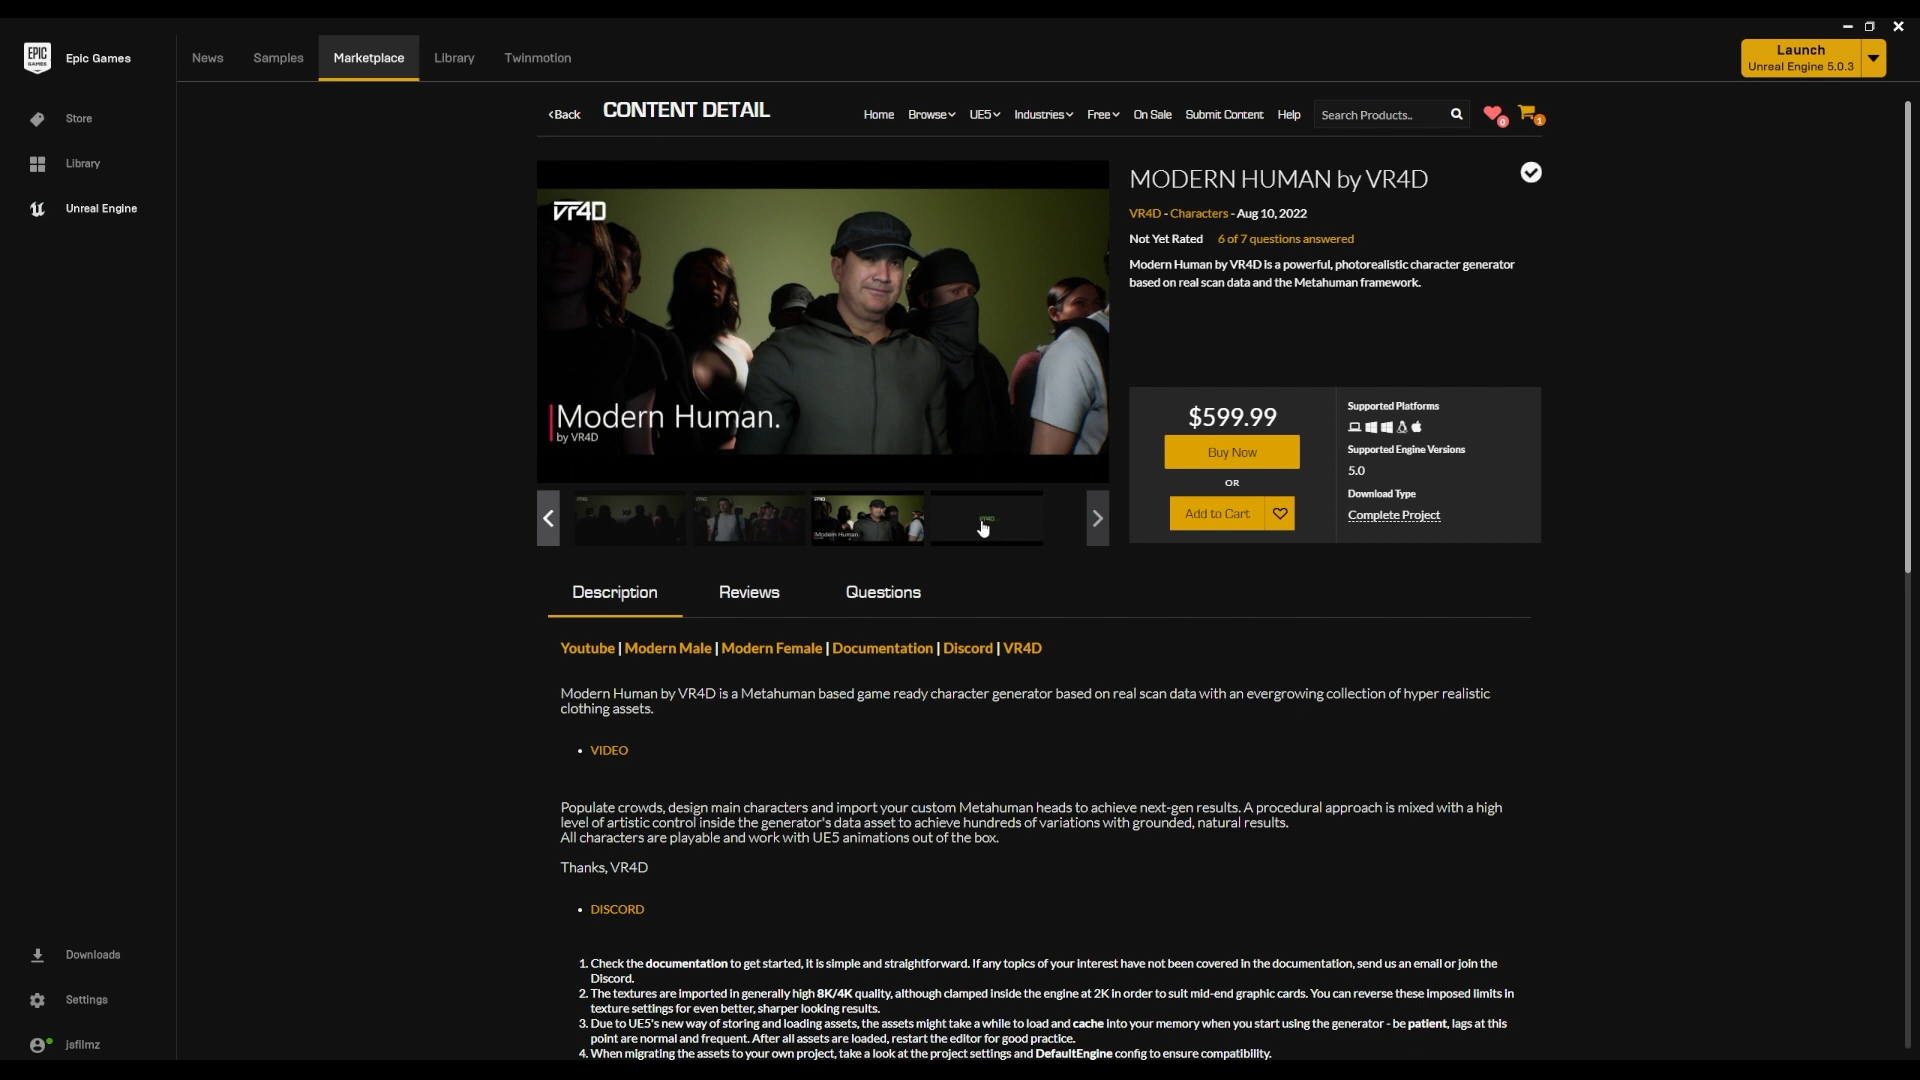 EPIC GAMES
Epic Games
News
Samples
Marketplace
Library
Twinmotion
Launch
Unreal Engine 5.0.3
Store
Library
Unreal Engine
Back
CONTENT DETAIL
Home
Browse
UE5
Industries
Free
On Sale
Submit Content
Help
Search Products..
0
1
VR4D
Modern Human.
by VR4D
MODERN HUMAN by VR4D
VR4D - Characters - Aug 10, 2022
Not Yet Rated
6 of 7 questions answered
Modern Human by VR4D is a powerful, photorealistic character generator
based on real scan data and the Metahuman framework.
$599.99
Buy Now
OR
Add to Cart
Supported Platforms
Supported Engine Versions
5.0
Download Type
Complete Project
Modern Human.
Description
Reviews
Questions
Youtube | Modern Male | Modern Female | Documentation | Discord | VR4D
Modern Human by VR4D is a Metahuman based game ready character generator based on real scan data with an evergrowing collection of hyper realistic
clothing assets.
• VIDEO
Populate crowds, design main characters and import your custom Metahuman heads to achieve next-gen results. A procedural approach is mixed with a high
level of artistic control inside the generator's data asset to achieve hundreds of variations with grounded, natural results.
All characters are playable and work with UE5 animations out of the box.
Thanks, VR4D
• DISCORD
1. Check the documentation to get started, it is simple and straightforward. If any topics of your interest have not been covered in the documentation, send us an email or join the
Discord.
2. The textures are imported in generally high 8K/4K quality, although clamped inside the engine at 2K in order to suit mid-end graphic cards. You can reverse these imposed limits in
texture settings for even better, sharper looking results.
3. Due to UE5's new way of storing and loading assets, the assets might take a while to load and cache into your memory when you start using the generator - be patient, lags at this
point are normal and frequent. After all assets are loaded, restart the editor for good practice.
4. When migrating the assets to your own project, take a look at the project settings and DefaultEngine config to ensure compatibility.
Downloads
Settings
jsfilmz